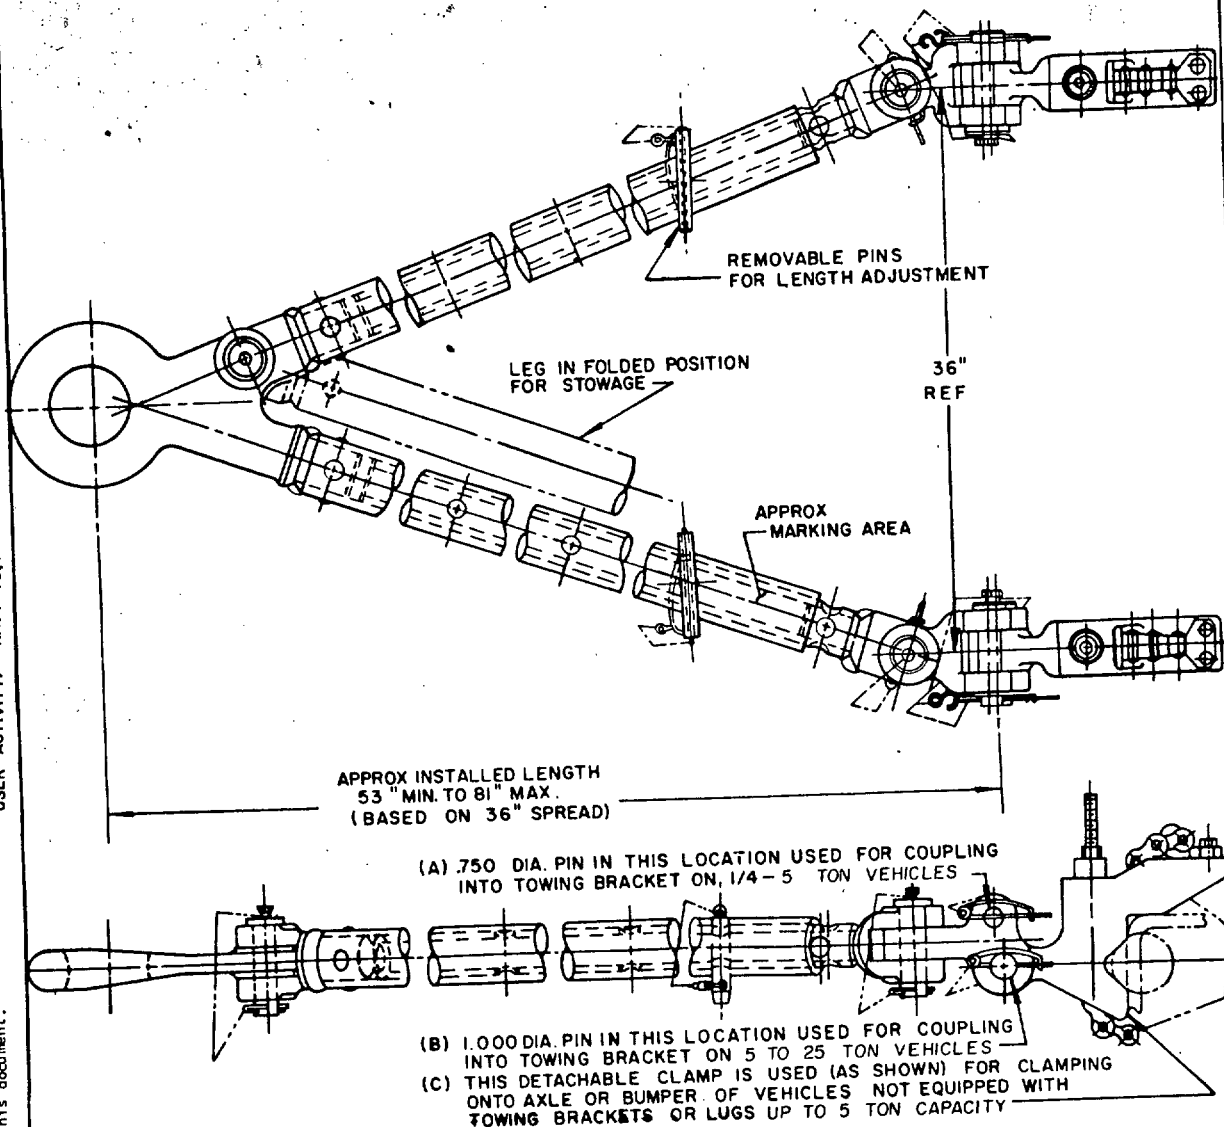 REMOVABLE PINS
FOR LENGTH ADJUSTMENT
LEG IN FOLDED POSITION
FOR STOWAGE
36"
REF
APPROX
MARKING AREA
APPROX INSTALLED LENGTH
53" MIN. TO 81" MAX.
(BASED ON 36" SPREAD)
(A) .750 DIA. PIN IN THIS LOCATION USED FOR COUPLING
INTO TOWING BRACKET ON, 1/4-5 TON VEHICLES
(B) 1.000 DIA. PIN IN THIS LOCATION USED FOR COUPLING
INTO TOWING BRACKET ON 5 TO 25 TON VEHICLES
(C) THIS DETACHABLE CLAMP IS USED (AS SHOWN) FOR CLAMPING
ONTO AXLE OR BUMPER. OF VEHICLES NOT EQUIPPED WITH
TOWING BRACKETS OR LUGS UP TO 5 TON CAPACITY
document.